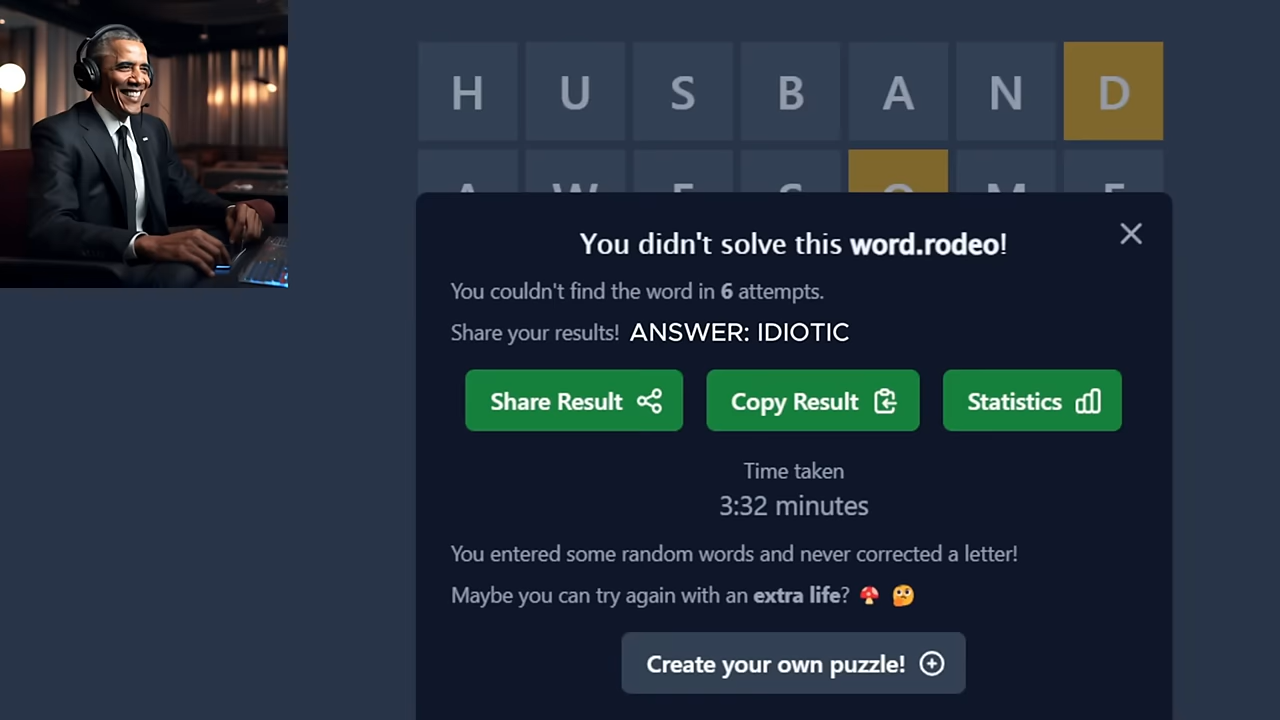 H U S B A N D
A W E S O M E
You didn't solve this word.rodeo!
You couldn't find the word in 6 attempts.
Share your results! ANSWER: IDIOTIC
Share Result Copy Result Statistics
Time taken
3:32 minutes
You entered some random words and never corrected a letter!
Maybe you can try again with an extra life?
Create your own puzzle!